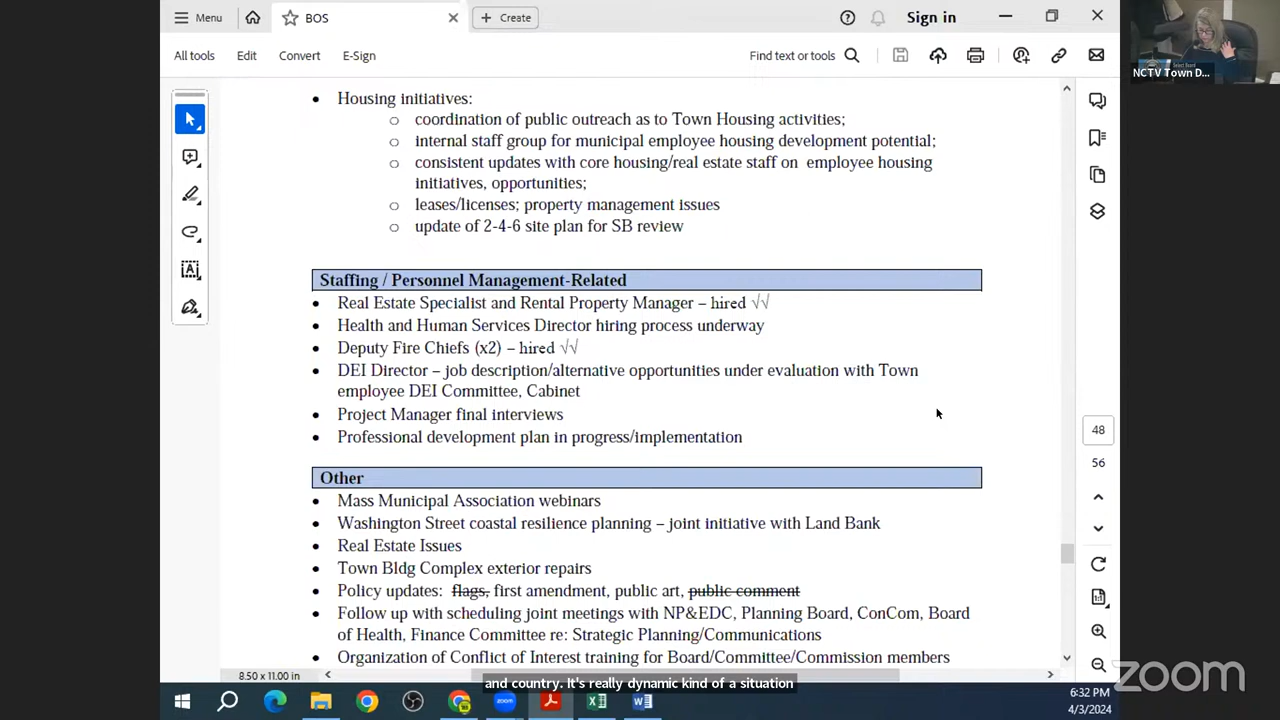 Menu
BOS
Create
Sign in
All tools
Edit
Convert
E-Sign
Find text or tools
NCTV Town D...
• Housing initiatives:
o coordination of public outreach as to Town Housing activities;
o internal staff group for municipal employee housing development potential;
o consistent updates with core housing/real estate staff on employee housing
initiatives, opportunities;
o leases/licenses; property management issues
o update of 2-4-6 site plan for SB review
Staffing / Personnel Management-Related
• Real Estate Specialist and Rental Property Manager – hired √√
• Health and Human Services Director hiring process underway
• Deputy Fire Chiefs (x2) – hired √√
• DEI Director – job description/alternative opportunities under evaluation with Town
employee DEI Committee, Cabinet
• Project Manager final interviews
• Professional development plan in progress/implementation
48
56
Other
• Mass Municipal Association webinars
• Washington Street coastal resilience planning – joint initiative with Land Bank
• Real Estate Issues
• Town Bldg Complex exterior repairs
• Policy updates: flags, first amendment, public art, public comment
• Follow up with scheduling joint meetings with NP&EDC, Planning Board, ConCom, Board
of Health, Finance Committee re: Strategic Planning/Communications
• Organization of Conflict of Interest training for Board/Committee/Commission members
8.50 x 11.00 in
and country. It's really dynamic kind of a situation
zoom
6:32 PM
4/3/2024